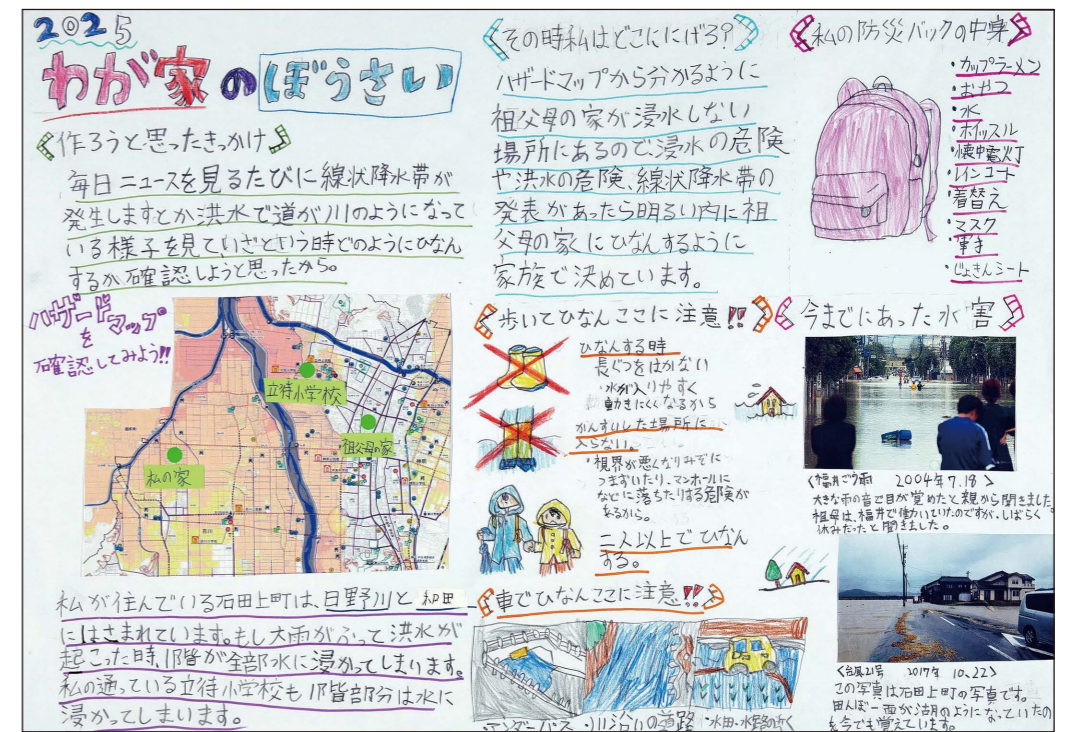 2025
わが家のぼうさい
作ろうと思ったきっかけ
毎日ニュースを見るたびに線状降水帯が
発生しますとか洪水で道が川のようになって
いる様子を見て、いざという時どのようにひなん
するか確認しようと思ったから。
ハザードマップ
を
確認してみよう!!
立待小学校
祖父母の家
私の家
私が住んでいる石田上町は、日野川と和田
にはさまれています。もし大雨がふって洪水が
起こった時、1階が全部水に浸かってしまいます。
私の通っている立待小学校も1階部分は水に
浸かってしまいます。
その時私はどこににげろ?
ハザードマップから分かるように
祖父母の家が浸水しない
場所にあるので浸水の危険
や洪水の危険、線状降水帯の
発表があったら明るい内に祖
父母の家にひなんするように
家族で決めています。
歩いてひなんここに注意!!
ひなんする時
長ぐつをはかない
・水が入りやすく
動きにくくなるから
かんすいした場所に
入らない。
・視界が悪くなりみぞに
つまずいたり、マンホールに
などに落ちたりする危険が
あるから。
二人以上でひなん
する。
車でひなんここに注意!!
・アンダーパス ・川沿いの道路 ・水田・水路の近く
私の防災バックの中身
・カップラーメン
・おやつ
・水
・ホイッスル
・懐中電灯
・レインコート
・着替え
・マスク
・軍手
・じょきんシート
今までにあった水害
<福井ごう雨 2004年7.18>
大きな雨の音で目が覚めたと親から聞きました。
祖母は、福井で働いていたのですが、しばらく
休みだったと聞きました。
<台風21号 2017年 10.22>
この写真は石田上町の写真です。
田んぼ一面が湖のようになっていたの
を今でも覚えています。